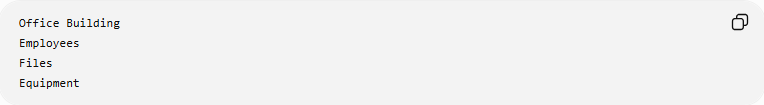 Office Building
Employees
Files
Equipment